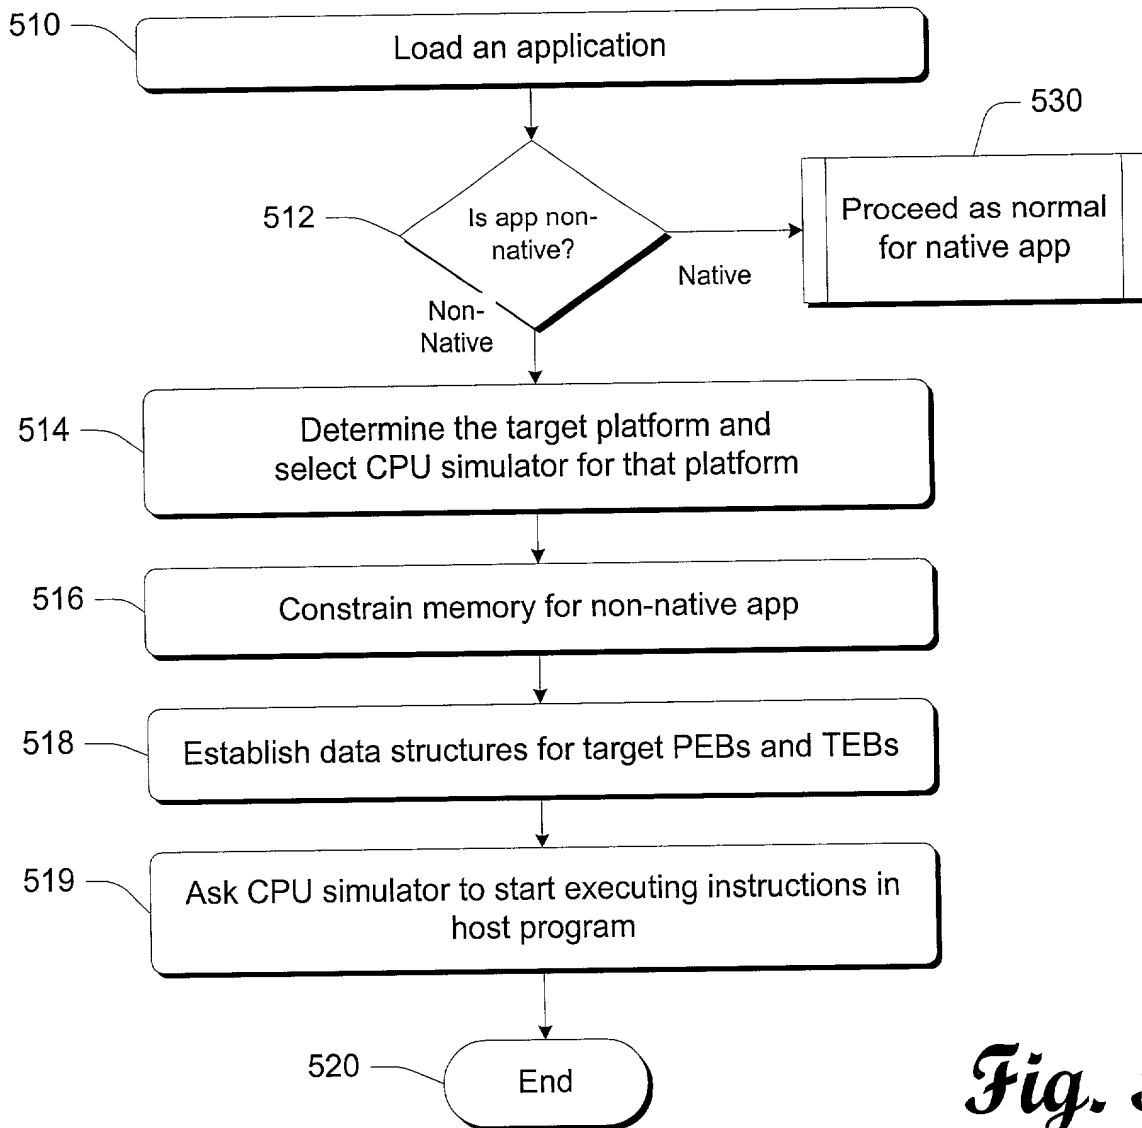 510
Load an application
530
512
Is app non-
native?
Proceed as normal
for native app
Native
Non-
Native
514
Determine the target platform and
select CPU simulator for that platform
516
Constrain memory for non-native app
518
Establish data structures for target PEBs and TEBs
519
Ask CPU simulator to start executing instructions in
host program
520
End
Fig.